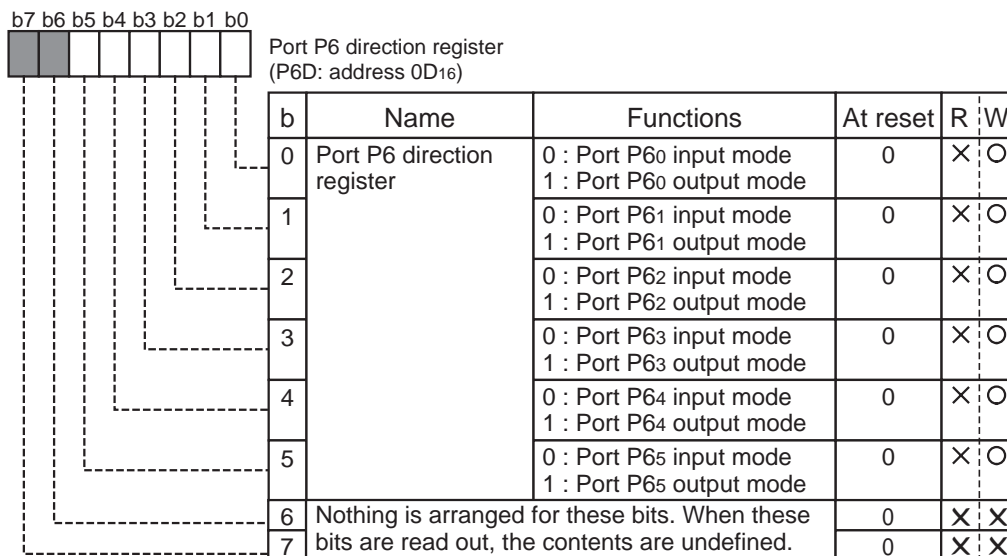 b7 b6 b5 b4 b3 b2 b1 b0
Port P6 direction register
(P6D: address 0D16)
b Name Functions At reset R W
0 Port P6 direction register 0 : Port P60 input mode 0 × ○
1 : Port P60 output mode
1 0 : Port P61 input mode 0 × ○
1 : Port P61 output mode
2 0 : Port P62 input mode 0 × ○
1 : Port P62 output mode
3 0 : Port P63 input mode 0 × ○
1 : Port P63 output mode
4 0 : Port P64 input mode 0 × ○
1 : Port P64 output mode
5 0 : Port P65 input mode 0 × ○
1 : Port P65 output mode
6 Nothing is arranged for these bits. When these 0 × ×
7 bits are read out, the contents are undefined. 0 × ×